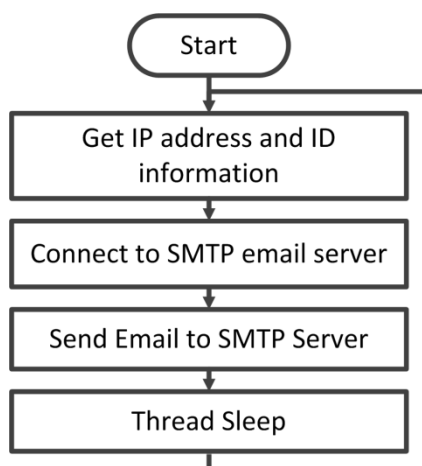 Start
Get IP address and ID
information
Connect to SMTP email server
Send Email to SMTP Server
Thread Sleep